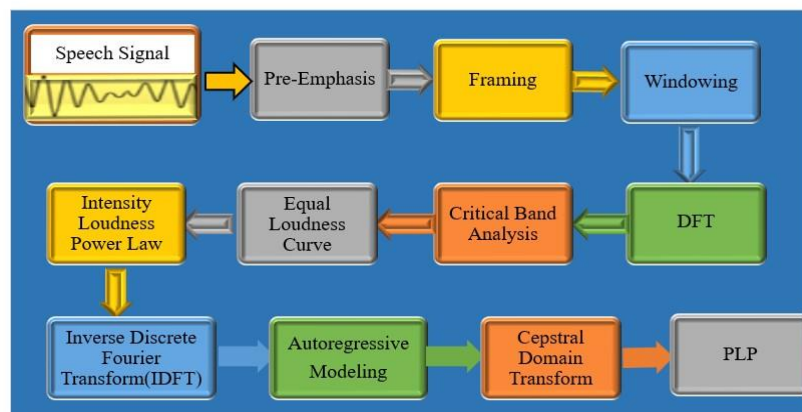 Speech Signal
Pre-Emphasis
Framing
Windowing
DFT
Critical Band
Analysis
Equal
Loudness
Curve
Intensity
Loudness
Power Law
Inverse Discrete
Fourier
Transform(IDFT)
Autoregressive
Modeling
Cepstral
Domain
Transform
PLP